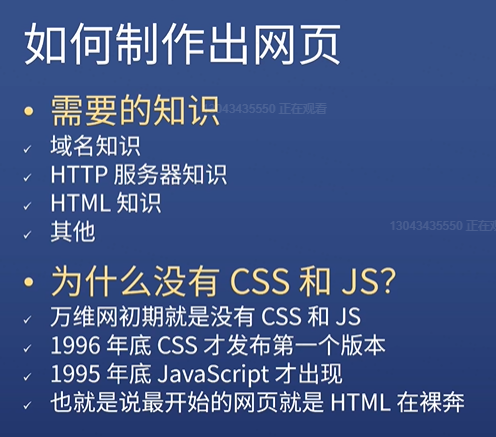 如何制作出网页
• 需要的知识
13043435550 正在观看
✓ 域名知识
✓ HTTP 服务器知识
✓ HTML 知识
✓ 其他
13043435550 正在观
• 为什么没有 CSS 和 JS？
✓ 万维网初期就是没有 CSS 和 JS
✓ 1996 年底 CSS 才发布第一个版本
✓ 1995 年底 JavaScript 才出现
✓ 也就是说最开始的网页就是 HTML 在裸奔